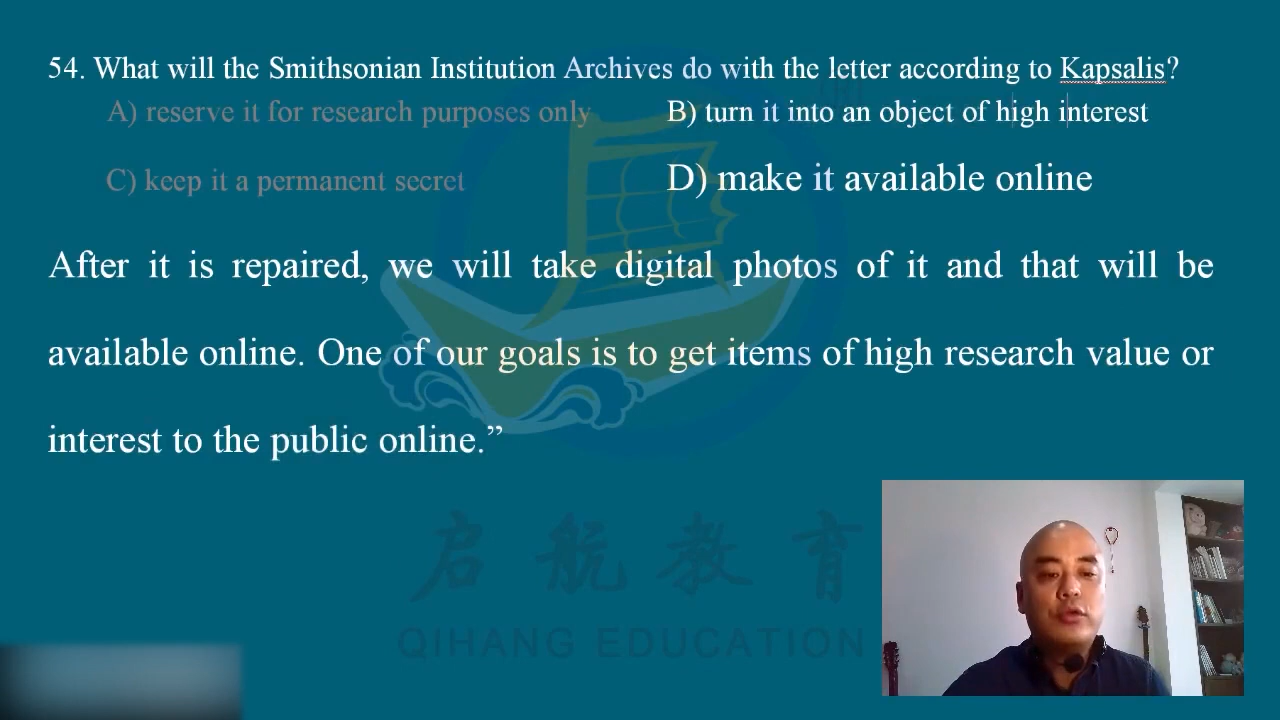 54. What will the Smithsonian Institution Archives do with the letter according to Kapsalis?
A) reserve it for research purposes only
B) turn it into an object of high interest
C) keep it a permanent secret
D) make it available online
After it is repaired, we will take digital photos of it and that will be
available online. One of our goals is to get items of high research value or
interest to the public online.”
启航教育
QIHANG EDUCATION